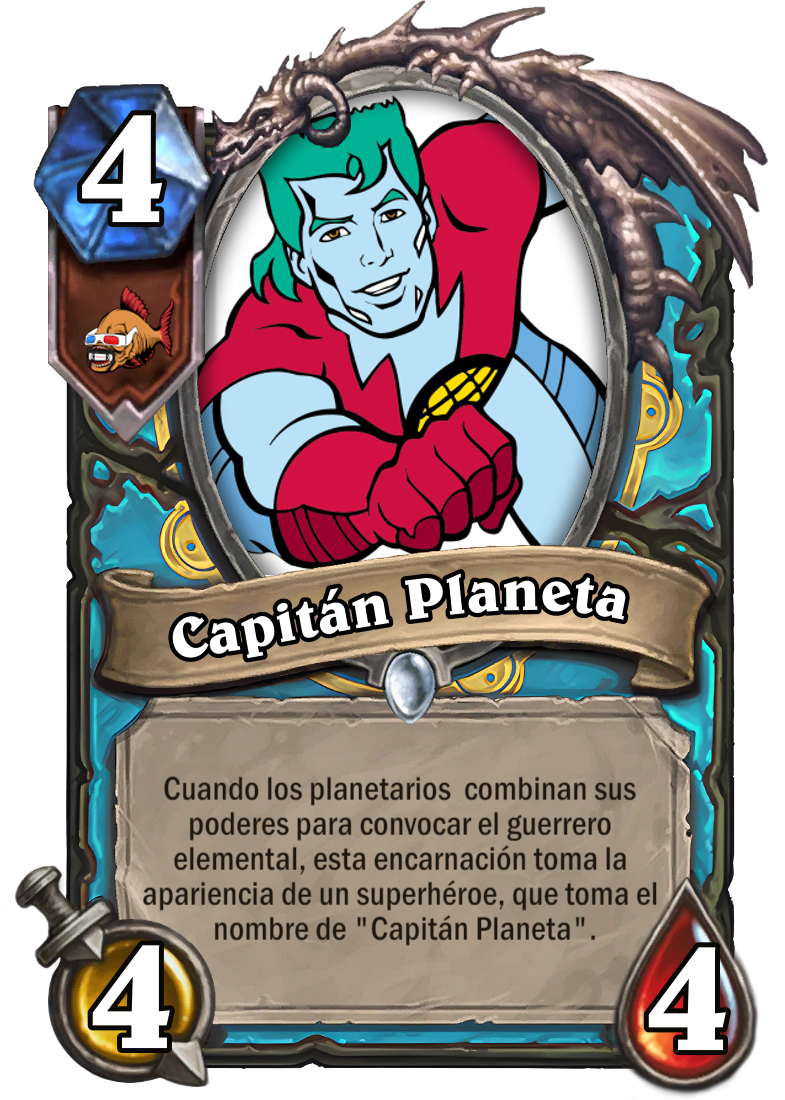 4
Capitán Planeta
Cuando los planetarios combinan sus
poderes para convocar el guerrero
elemental, esta encarnación toma la
apariencia de un superhéroe, que toma el
nombre de "Capitán Planeta".
4
4